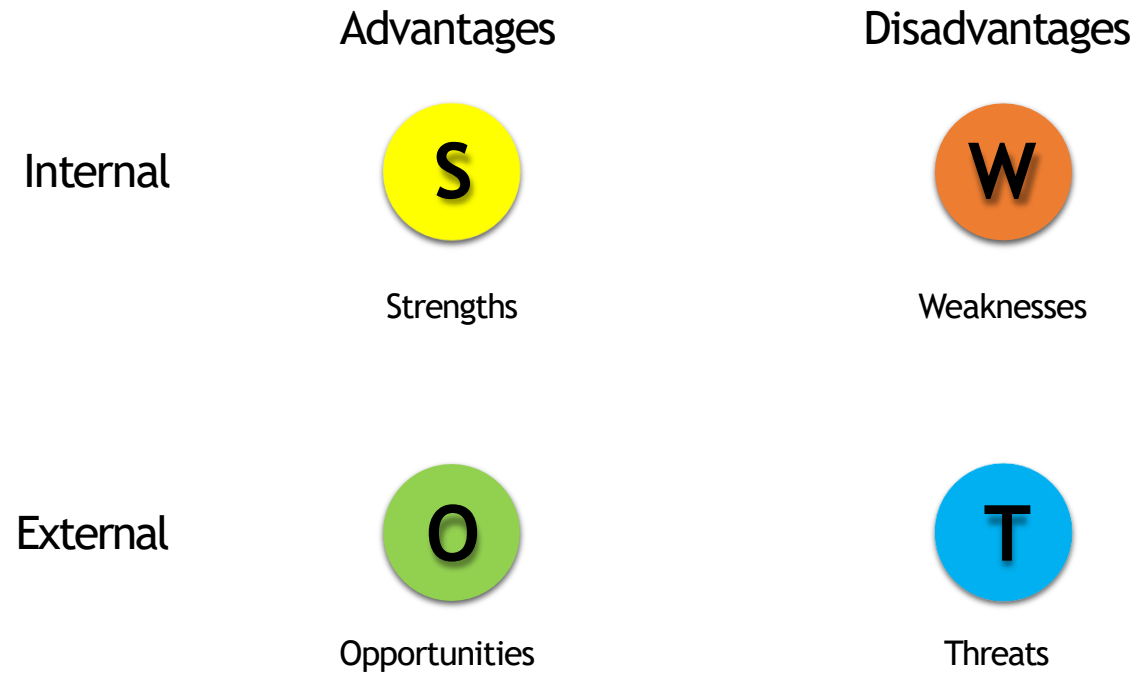 Advantages Disadvantages
Internal S W
Strengths Weaknesses
External O T
Opportunities Threats